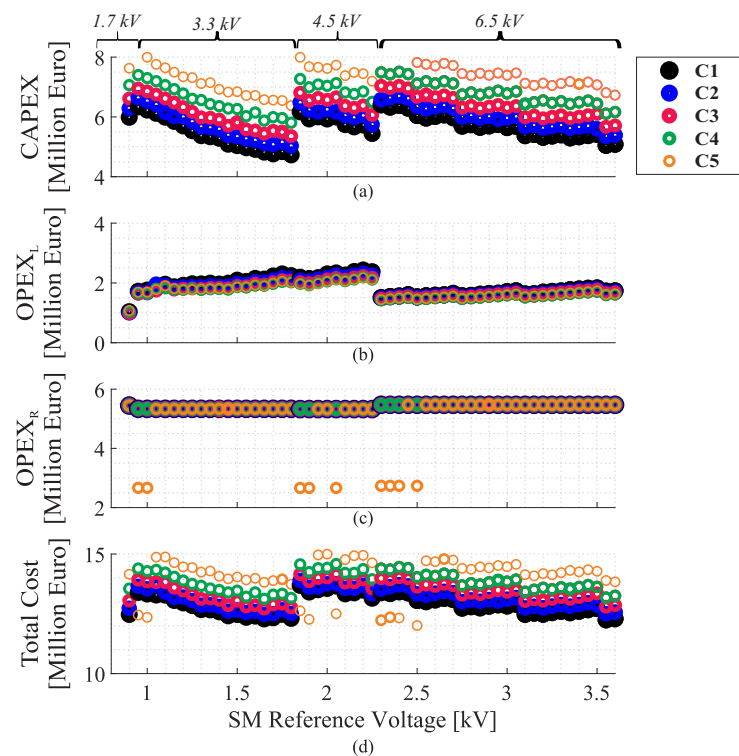 1.7 kV 3.3 kV 4.5 kV 6.5 kV
8
6
4
CAPEX
[Million Euro]
(a)
C1
C2
C3
C4
C5
4
2
0
OPEX_L
[Million Euro]
(b)
6
4
2
OPEX_R
[Million Euro]
(c)
15
10
Total Cost
[Million Euro]
1 1.5 2 2.5 3 3.5
SM Reference Voltage [kV]
(d)